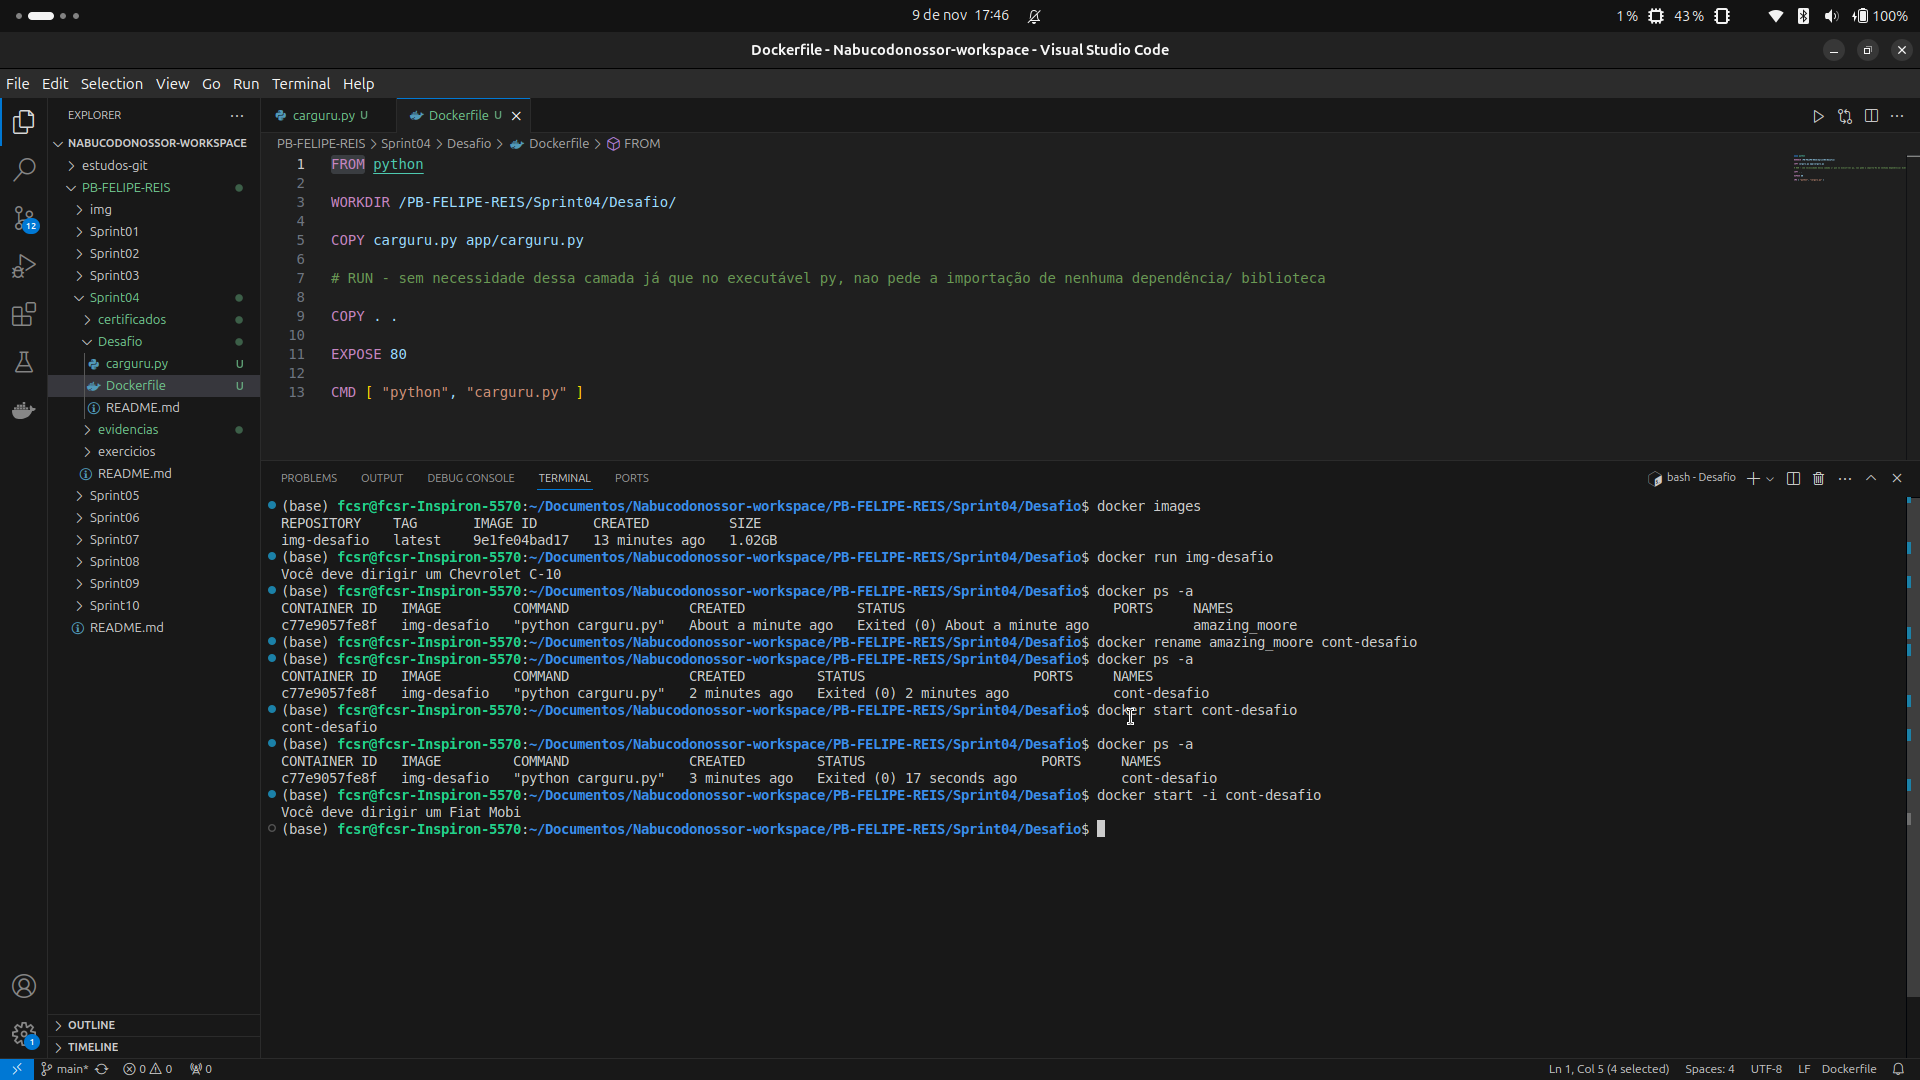 9 de nov 17:46
1 % 43 % 100%
Dockerfile - Nabucodonossor-workspace - Visual Studio Code
File Edit Selection View Go Run Terminal Help
EXPLORER
NABUCODONOSSOR-WORKSPACE
estudos-git
PB-FELIPE-REIS
img
Sprint01
Sprint02
Sprint03
Sprint04
certificados
Desafio
carguru.py U
Dockerfile U
README.md
evidencias
exercicios
README.md
Sprint05
Sprint06
Sprint07
Sprint08
Sprint09
Sprint10
README.md
OUTLINE
TIMELINE
12
1
carguru.py U Dockerfile U
PB-FELIPE-REIS > Sprint04 > Desafio > Dockerfile > FROM
1 FROM python
2
3 WORKDIR /PB-FELIPE-REIS/Sprint04/Desafio/
4
5 COPY carguru.py app/carguru.py
6
7 # RUN - sem necessidade dessa camada já que no executável py, nao pede a importação de nenhuma dependência/ biblioteca
8
9 COPY . .
10
11 EXPOSE 80
12
13 CMD [ "python", "carguru.py" ]
PROBLEMS OUTPUT DEBUG CONSOLE TERMINAL PORTS
bash - Desafio
(base) fcsr@fcsr-Inspiron-5570:~/Documentos/Nabucodonossor-workspace/PB-FELIPE-REIS/Sprint04/Desafio$ docker images
REPOSITORY TAG IMAGE ID CREATED SIZE
img-desafio latest 9e1fe04bad17 13 minutes ago 1.02GB
(base) fcsr@fcsr-Inspiron-5570:~/Documentos/Nabucodonossor-workspace/PB-FELIPE-REIS/Sprint04/Desafio$ docker run img-desafio
Você deve dirigir um Chevrolet C-10
(base) fcsr@fcsr-Inspiron-5570:~/Documentos/Nabucodonossor-workspace/PB-FELIPE-REIS/Sprint04/Desafio$ docker ps -a
CONTAINER ID IMAGE COMMAND CREATED STATUS PORTS NAMES
c77e9057fe8f img-desafio "python carguru.py" About a minute ago Exited (0) About a minute ago amazing_moore
(base) fcsr@fcsr-Inspiron-5570:~/Documentos/Nabucodonossor-workspace/PB-FELIPE-REIS/Sprint04/Desafio$ docker rename amazing_moore cont-desafio
(base) fcsr@fcsr-Inspiron-5570:~/Documentos/Nabucodonossor-workspace/PB-FELIPE-REIS/Sprint04/Desafio$ docker ps -a
CONTAINER ID IMAGE COMMAND CREATED STATUS PORTS NAMES
c77e9057fe8f img-desafio "python carguru.py" 2 minutes ago Exited (0) 2 minutes ago cont-desafio
(base) fcsr@fcsr-Inspiron-5570:~/Documentos/Nabucodonossor-workspace/PB-FELIPE-REIS/Sprint04/Desafio$ docker start cont-desafio
cont-desafio
(base) fcsr@fcsr-Inspiron-5570:~/Documentos/Nabucodonossor-workspace/PB-FELIPE-REIS/Sprint04/Desafio$ docker ps -a
CONTAINER ID IMAGE COMMAND CREATED STATUS PORTS NAMES
c77e9057fe8f img-desafio "python carguru.py" 3 minutes ago Exited (0) 17 seconds ago cont-desafio
(base) fcsr@fcsr-Inspiron-5570:~/Documentos/Nabucodonossor-workspace/PB-FELIPE-REIS/Sprint04/Desafio$ docker start -i cont-desafio
Você deve dirigir um Fiat Mobi
(base) fcsr@fcsr-Inspiron-5570:~/Documentos/Nabucodonossor-workspace/PB-FELIPE-REIS/Sprint04/Desafio$
main* 0 0 0 Ln 1, Col 5 (4 selected) Spaces: 4 UTF-8 LF Dockerfile